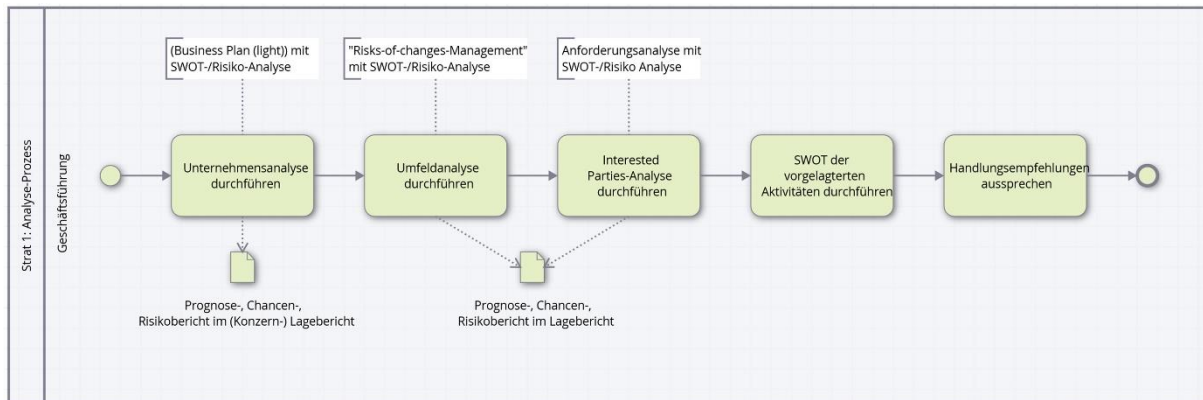 Strat 1: Analyse-Prozess
Geschäftsführung
(Business Plan (light)) mit
SWOT-/Risiko-Analyse
"Risks-of-changes-Management"
mit SWOT-/Risiko-Analyse
Anforderungsanalyse mit
SWOT-/Risiko Analyse
Unternehmensanalyse
durchführen
Umfeldanalyse
durchführen
Interested
Parties-Analyse
durchführen
SWOT der
vorgelagterten
Aktivitäten durchführen
Handlungsempfehlungen
aussprechen
Prognose-, Chancen-,
Risikobericht im (Konzern-) Lagebericht
Prognose-, Chancen-,
Risikobericht im Lagebericht